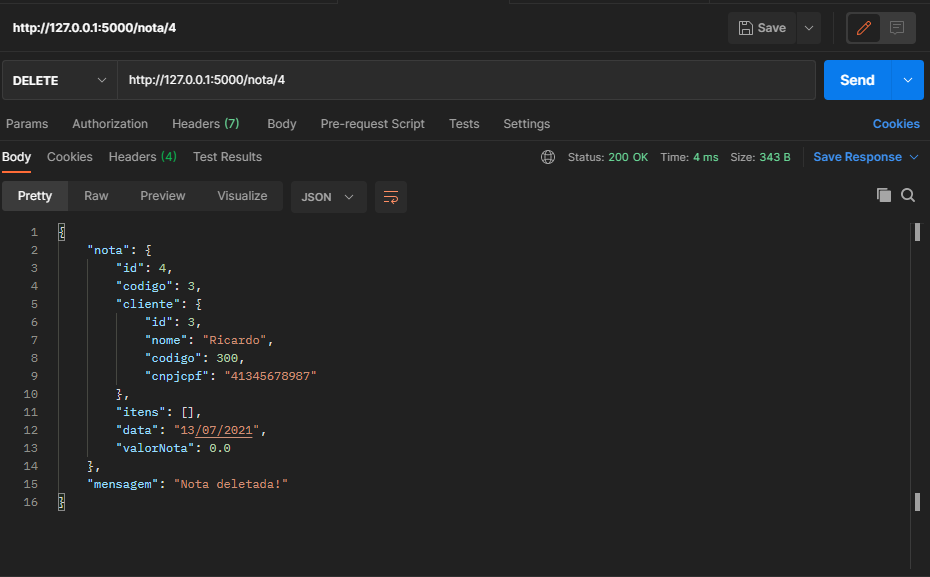 http://127.0.0.1:5000/nota/4
Save
DELETE
http://127.0.0.1:5000/nota/4
Send
Params Authorization Headers (7) Body Pre-request Script Tests Settings Cookies
Body Cookies Headers (4) Test Results Status: 200 OK Time: 4 ms Size: 343 B Save Response
Pretty Raw Preview Visualize JSON
1 {
2 "nota": {
3 "id": 4,
4 "codigo": 3,
5 "cliente": {
6 "id": 3,
7 "nome": "Ricardo",
8 "codigo": 300,
9 "cnpjcpf": "41345678987"
10 },
11 "itens": [],
12 "data": "13/07/2021",
13 "valorNota": 0.0
14 },
15 "mensagem": "Nota deletada!"
16 }